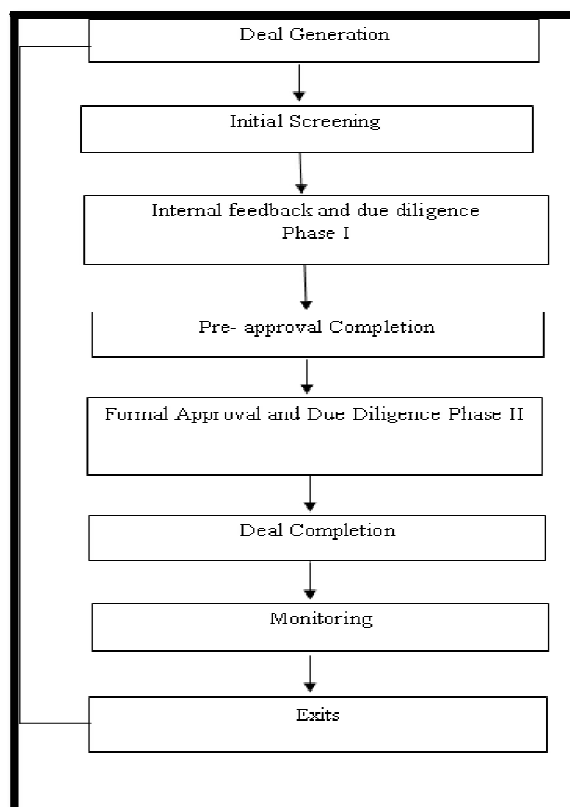 Deal Generation
Initial Screening
Internal feedback and due diligence
Phase I
Pre- approval Completion
Formal Approval and Due Diligence Phase II
Deal Completion
Monitoring
Exits